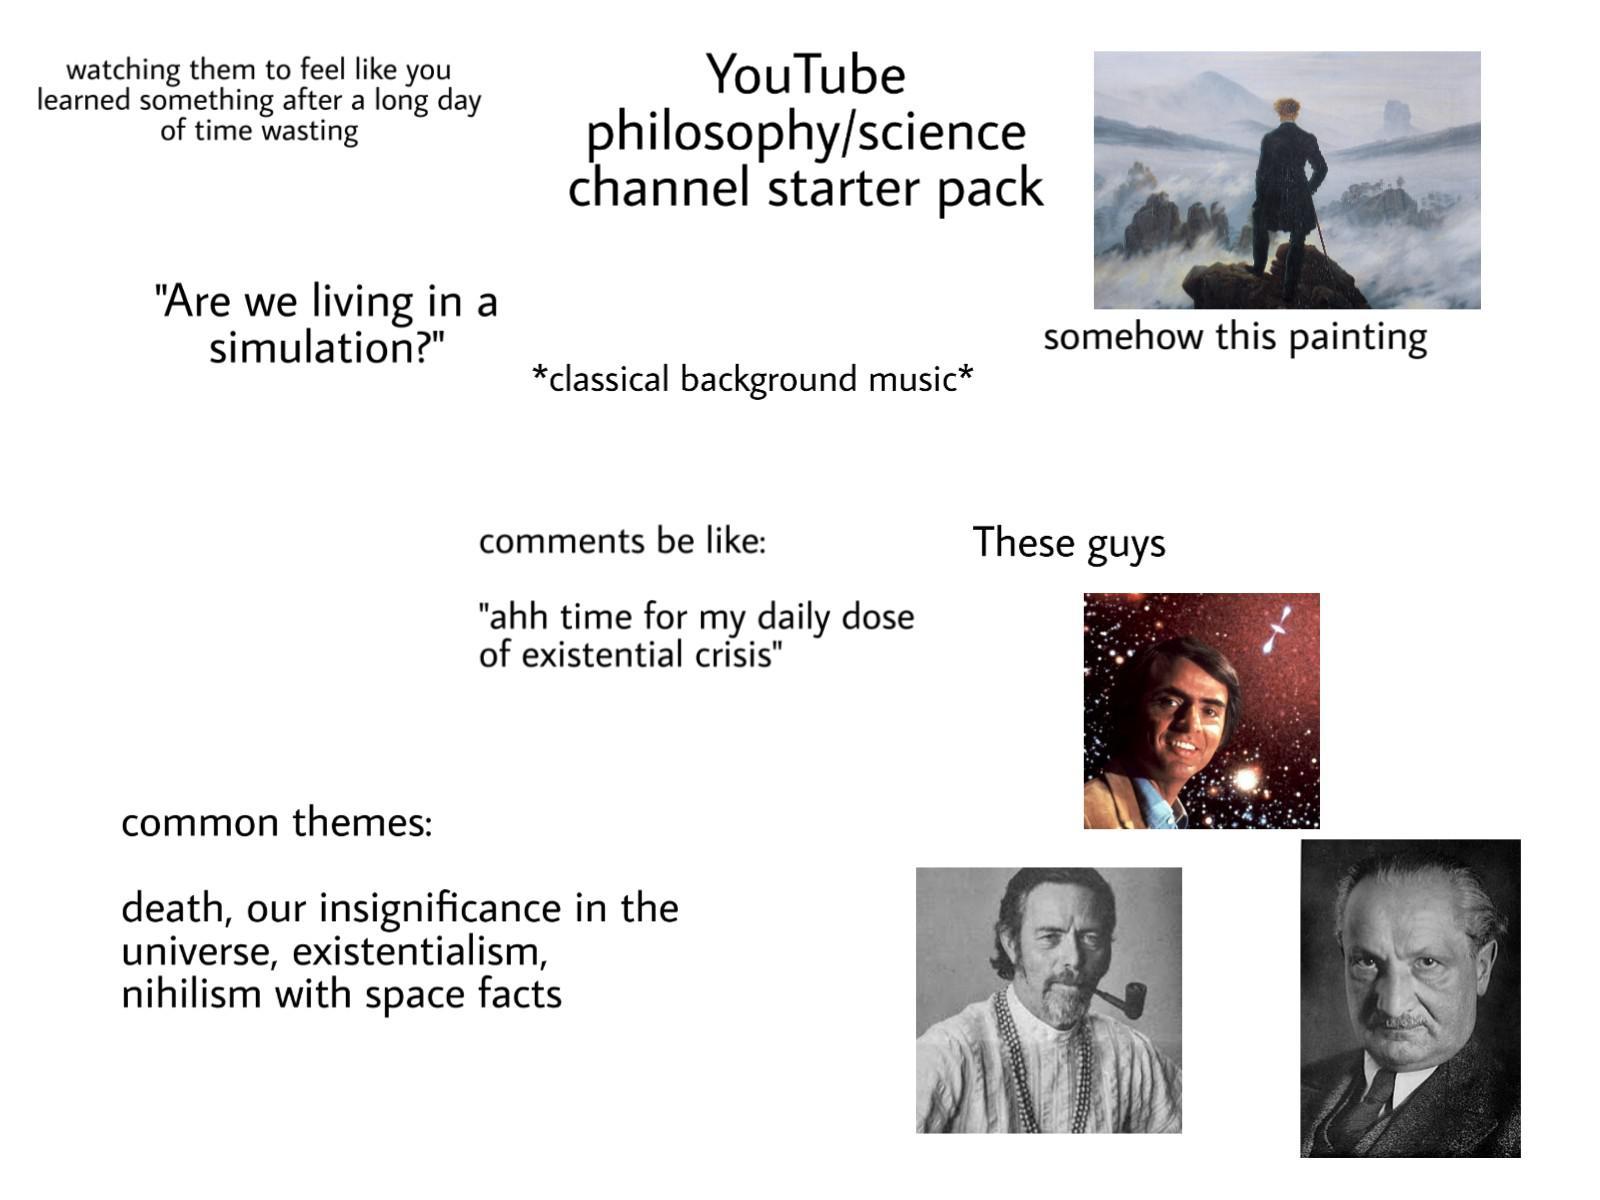 watching them to feel like you
learned something after a long day
of time wasting
YouTube
philosophy/science
channel starter pack
"Are we living in a
simulation?"
*classical background music*
somehow this painting
comments be like:
"ahh time for my daily dose
of existential crisis"
These guys
common themes:
death, our insignificance in the
universe, existentialism,
nihilism with space facts